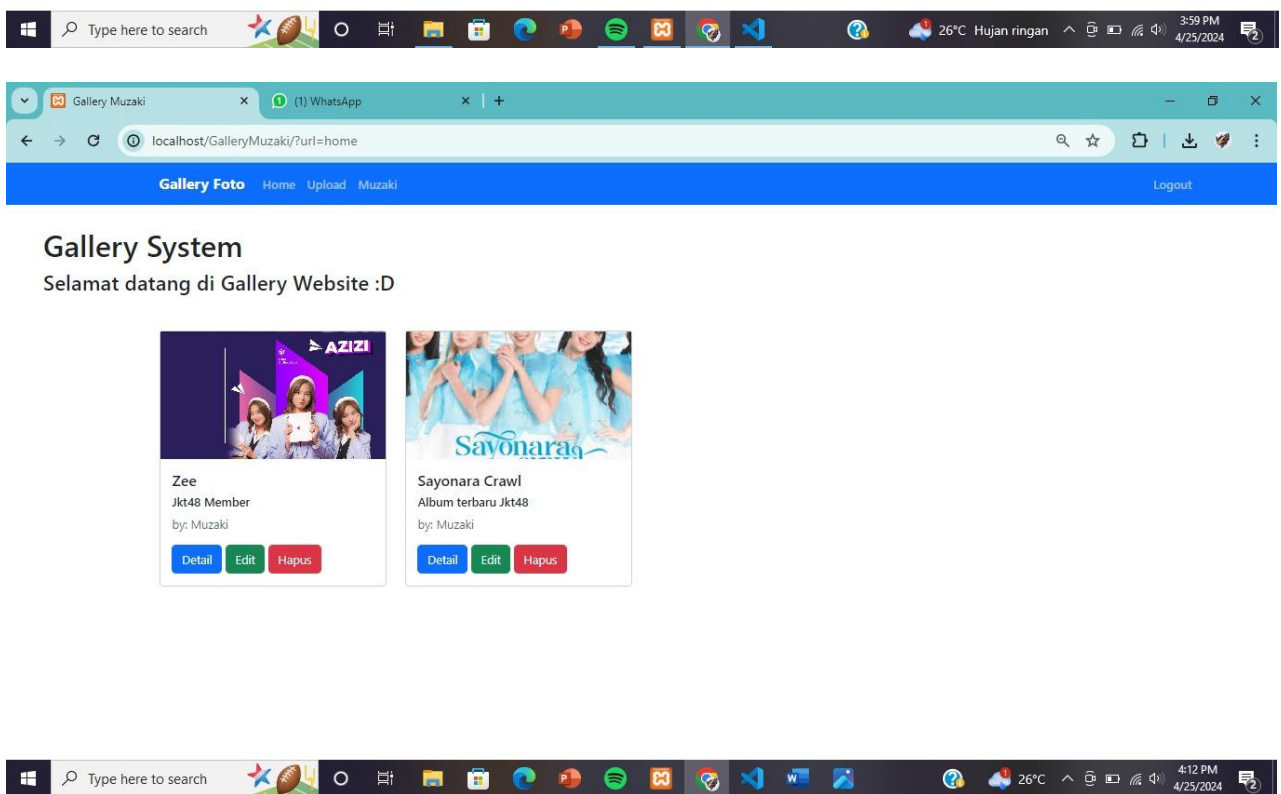 Type here to search
26°C Hujan ringan
3:59 PM
4/25/2024
2
Gallery Muzaki
(1) WhatsApp
localhost/GalleryMuzaki/?url=home
Gallery Foto Home Upload Muzaki Logout
Gallery System
Selamat datang di Gallery Website :D
AZIZI
Sayonara
Zee
Jkt48 Member
by: Muzaki
Detail Edit Hapus
Sayonara Crawl
Album terbaru Jkt48
by: Muzaki
Detail Edit Hapus
Type here to search
26°C
4:12 PM
4/25/2024
2